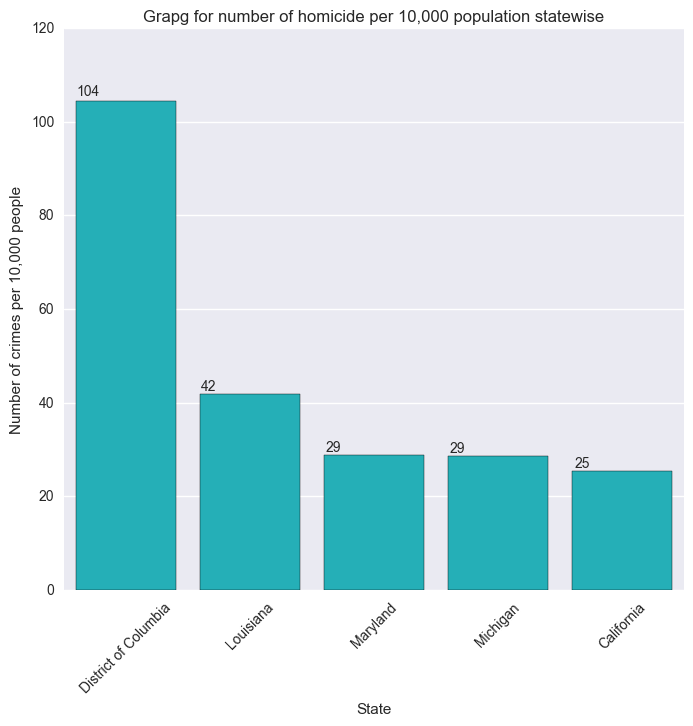 Grapg for number of homicide per 10,000 population statewise
Number of crimes per 10,000 people
120
100
80
60
40
20
0
104
42
29
29
25
District of Columbia
Louisiana
Maryland
Michigan
California
State